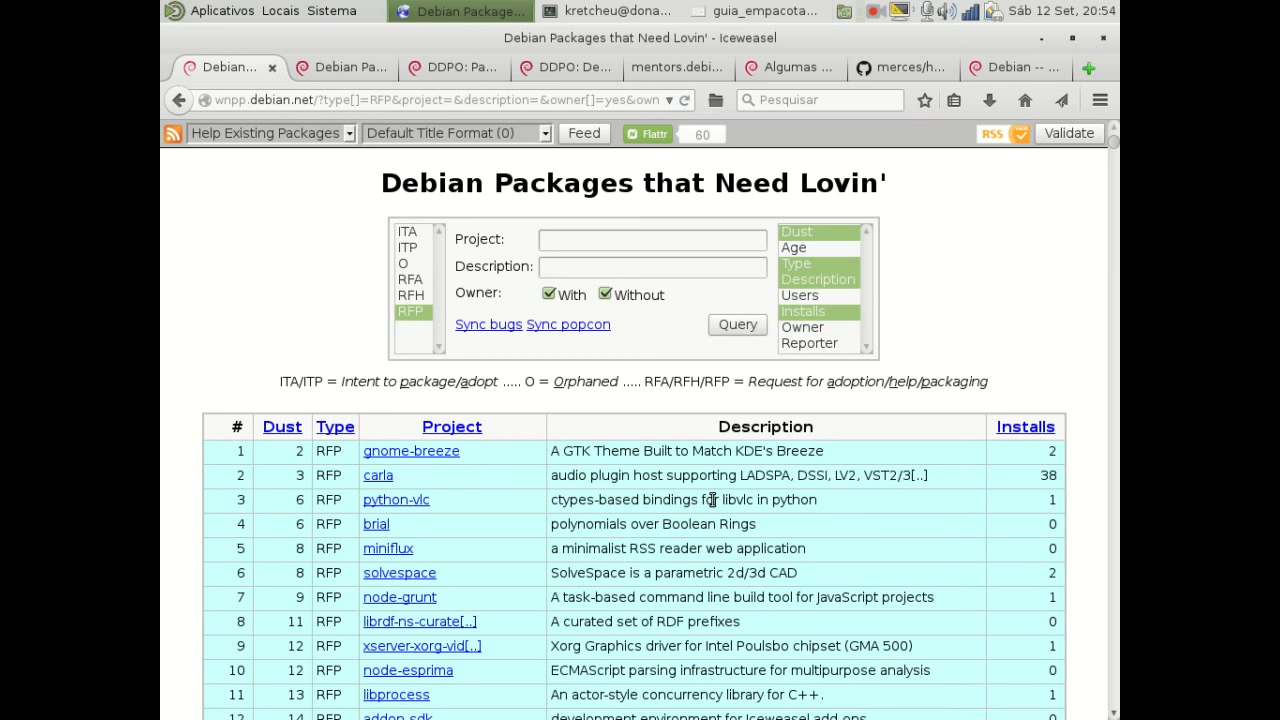 Aplicativos Locais Sistema Debian Package... kretcheu@dona... guia_empacota... Sáb 12 Set, 20:54
Debian Packages that Need Lovin' - Iceweasel
Debian... Debian Pa... DDPO: Pa... DDPO: De... mentors.debi... Algumas ... merces/h... Debian -- ...
wnpp.debian.net/?type[]=RFP&project=&description=&owner[]=yes&own Pesquisar
Help Existing Packages Default Title Format (0) Feed Flattr 60 RSS Validate
Debian Packages that Need Lovin'
ITA
ITP
O
RFA
RFH
RFP
Project:
Description:
Owner: With Without
Sync bugs Sync popcon Query
Dust
Age
Type
Description
Users
Installs
Owner
Reporter
ITA/ITP = Intent to package/adopt ..... O = Orphaned ..... RFA/RFH/RFP = Request for adoption/help/packaging
# Dust Type Project Description Installs
1 2 RFP gnome-breeze A GTK Theme Built to Match KDE's Breeze 2
2 3 RFP carla audio plugin host supporting LADSPA, DSSI, LV2, VST2/3[..] 38
3 6 RFP python-vlc ctypes-based bindings for libvlc in python 1
4 6 RFP brial polynomials over Boolean Rings 0
5 8 RFP miniflux a minimalist RSS reader web application 0
6 8 RFP solvespace SolveSpace is a parametric 2d/3d CAD 2
7 9 RFP node-grunt A task-based command line build tool for JavaScript projects 1
8 11 RFP librdf-ns-curate[..] A curated set of RDF prefixes 0
9 12 RFP xserver-xorg-vid[..] Xorg Graphics driver for Intel Poulsbo chipset (GMA 500) 1
10 12 RFP node-esprima ECMAScript parsing infrastructure for multipurpose analysis 0
11 13 RFP libprocess An actor-style concurrency library for C++. 1
12 14 RFP addon-sdk development environment for Iceweasel add-ons 0